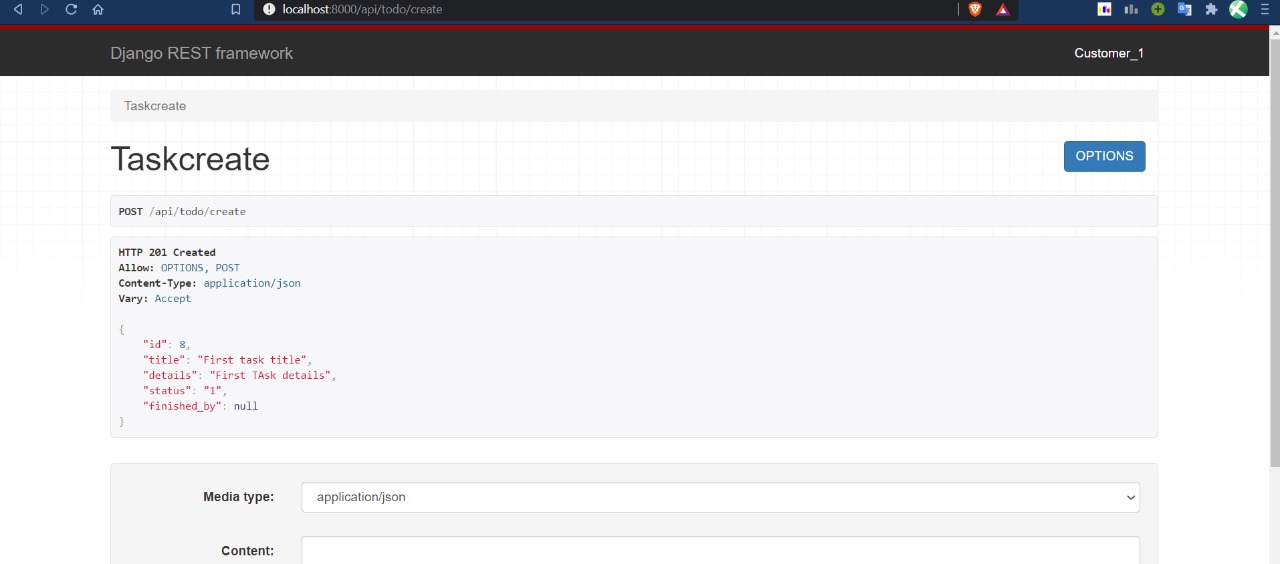 localhost:8000/api/todo/create
Django REST framework
Customer_1
Taskcreate
Taskcreate
OPTIONS
POST /api/todo/create
HTTP 201 Created
Allow: OPTIONS, POST
Content-Type: application/json
Vary: Accept
{
"id": 8,
"title": "First task title",
"details": "First TAsk details",
"status": "1",
"finished_by": null
}
Media type:
application/json
Content: